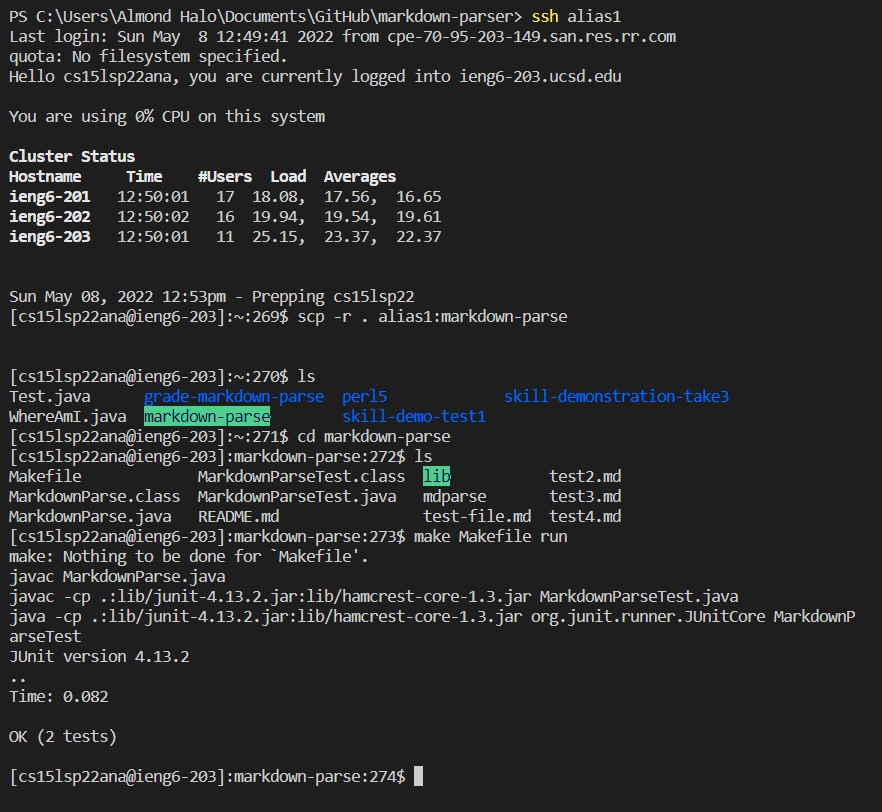 PS C:\Users\Almond Halo\Documents\GitHub\markdown-parser> ssh alias1
Last login: Sun May  8 12:49:41 2022 from cpe-70-95-203-149.san.res.rr.com
quota: No filesystem specified.
Hello cs15lsp22ana, you are currently logged into ieng6-203.ucsd.edu
You are using 0% CPU on this system
Cluster Status
Hostname     Time    #Users  Load  Averages
ieng6-201   12:50:01   17  18.08,  17.56,  16.65
ieng6-202   12:50:02   16  19.94,  19.54,  19.61
ieng6-203   12:50:01   11  25.15,  23.37,  22.37
Sun May 08, 2022 12:53pm - Prepping cs15lsp22
[cs15lsp22ana@ieng6-203]:~:269$ scp -r . alias1:markdown-parse
[cs15lsp22ana@ieng6-203]:~:270$ ls
Test.java      grade-markdown-parse  perl5             skill-demonstration-take3
WhereAmI.java  markdown-parse        skill-demo-test1
[cs15lsp22ana@ieng6-203]:~:271$ cd markdown-parse
[cs15lsp22ana@ieng6-203]:markdown-parse:272$ ls
Makefile             MarkdownParseTest.class  lib           test2.md
MarkdownParse.class  MarkdownParseTest.java   mdparse       test3.md
MarkdownParse.java   README.md                test-file.md  test4.md
[cs15lsp22ana@ieng6-203]:markdown-parse:273$ make Makefile run
make: Nothing to be done for `Makefile'.
javac MarkdownParse.java
javac -cp .:lib/junit-4.13.2.jar:lib/hamcrest-core-1.3.jar MarkdownParseTest.java
java -cp .:lib/junit-4.13.2.jar:lib/hamcrest-core-1.3.jar org.junit.runner.JUnitCore MarkdownP
arseTest
JUnit version 4.13.2
..
Time: 0.082
OK (2 tests)
[cs15lsp22ana@ieng6-203]:markdown-parse:274$